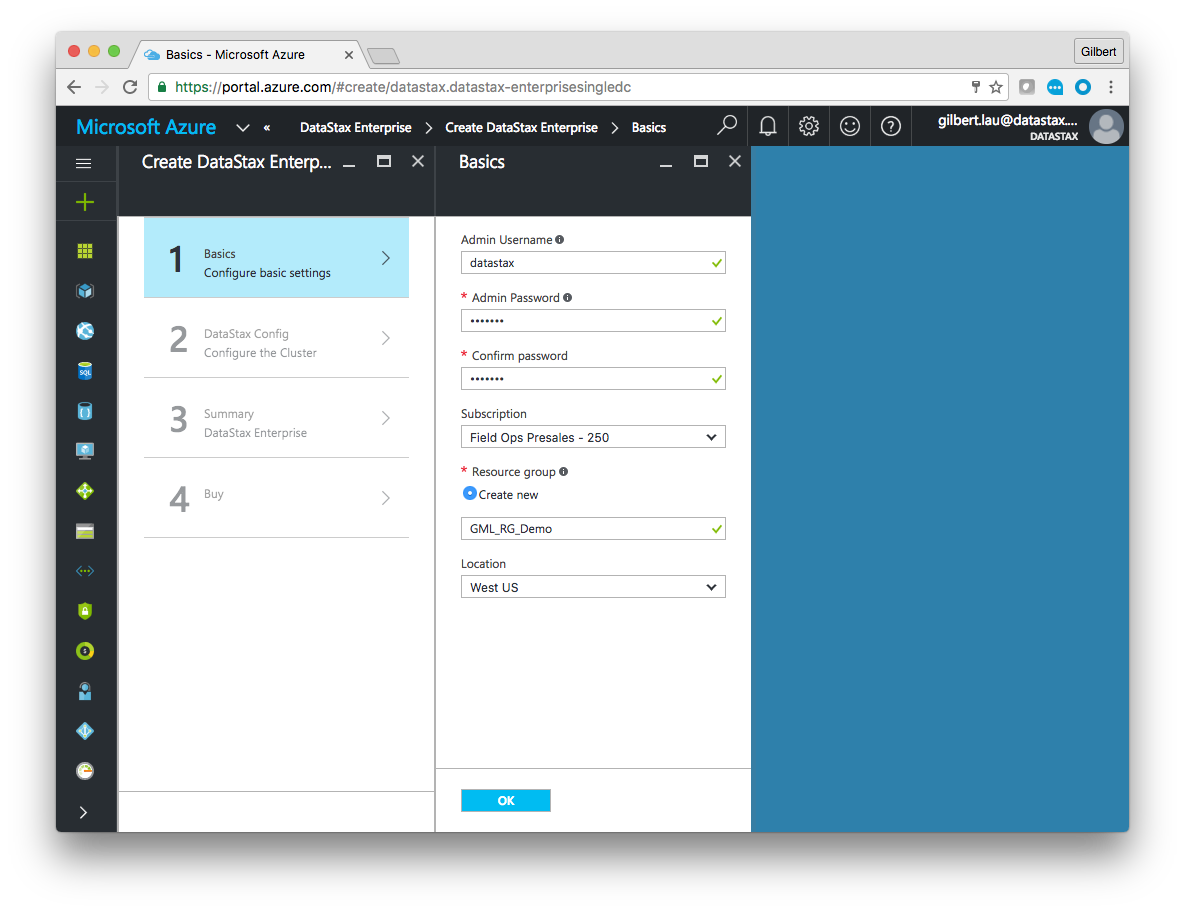 Basics - Microsoft Azure
Gilbert
https://portal.azure.com/#create/datastax.datastax-enterprisesingledc
Microsoft Azure
«
DataStax Enterprise > Create DataStax Enterprise > Basics
gilbert.lau@datastax....
DATASTAX
Create DataStax Enterp...
Basics
1
Basics
Configure basic settings
2
DataStax Config
Configure the Cluster
3
Summary
DataStax Enterprise
4
Buy
Admin Username
datastax
* Admin Password
•••••••
* Confirm password
•••••••
Subscription
Field Ops Presales - 250
* Resource group
Create new
GML_RG_Demo
Location
West US
OK
SQL